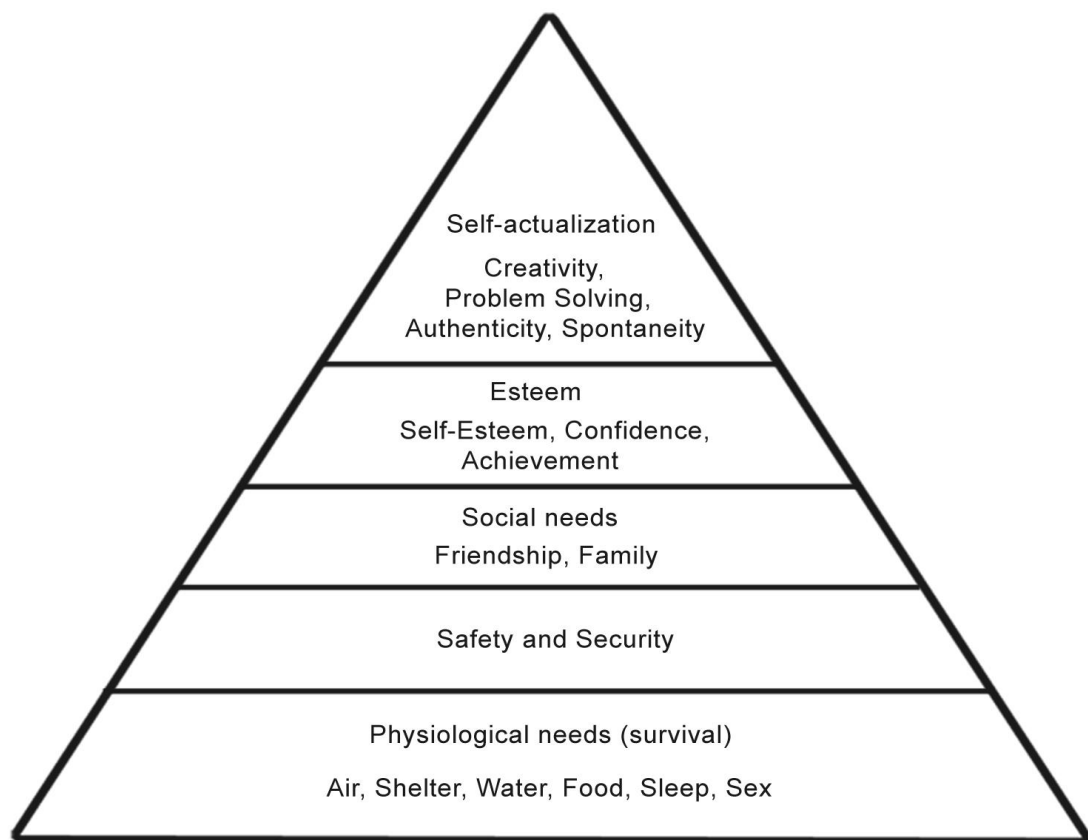 Self-actualization
Creativity,
Problem Solving,
Authenticity, Spontaneity
Esteem
Self-Esteem, Confidence,
Achievement
Social needs
Friendship, Family
Safety and Security
Physiological needs (survival)
Air, Shelter, Water, Food, Sleep, Sex